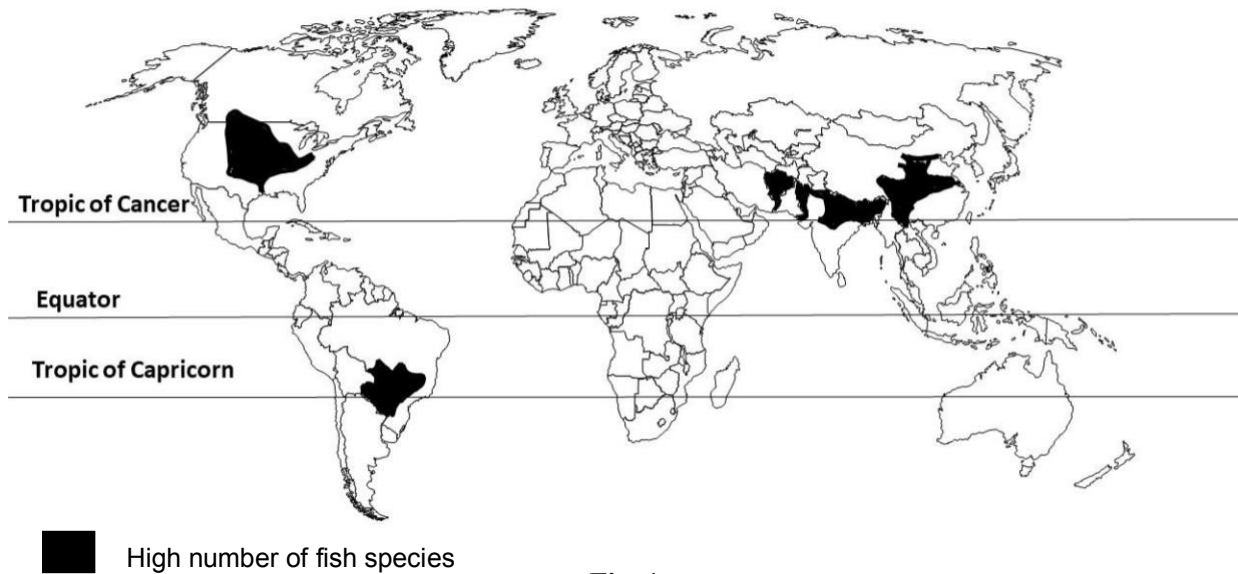 Tropic of Cancer
Equator
Tropic of Capricorn
High number of fish species